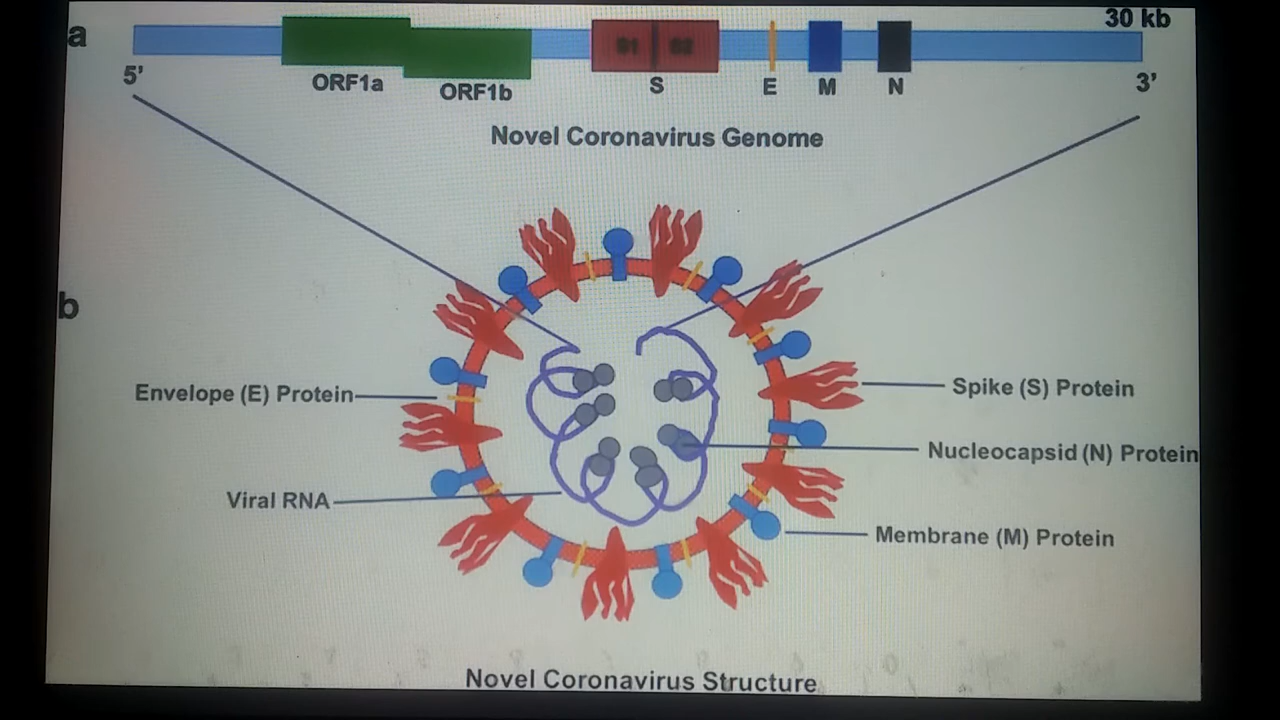 a
30 kb
S1 S2
5’
3’
ORF1a
ORF1b
S
E
M
N
Novel Coronavirus Genome
b
Envelope (E) Protein
Spike (S) Protein
Nucleocapsid (N) Protein
Viral RNA
Membrane (M) Protein
Novel Coronavirus Structure